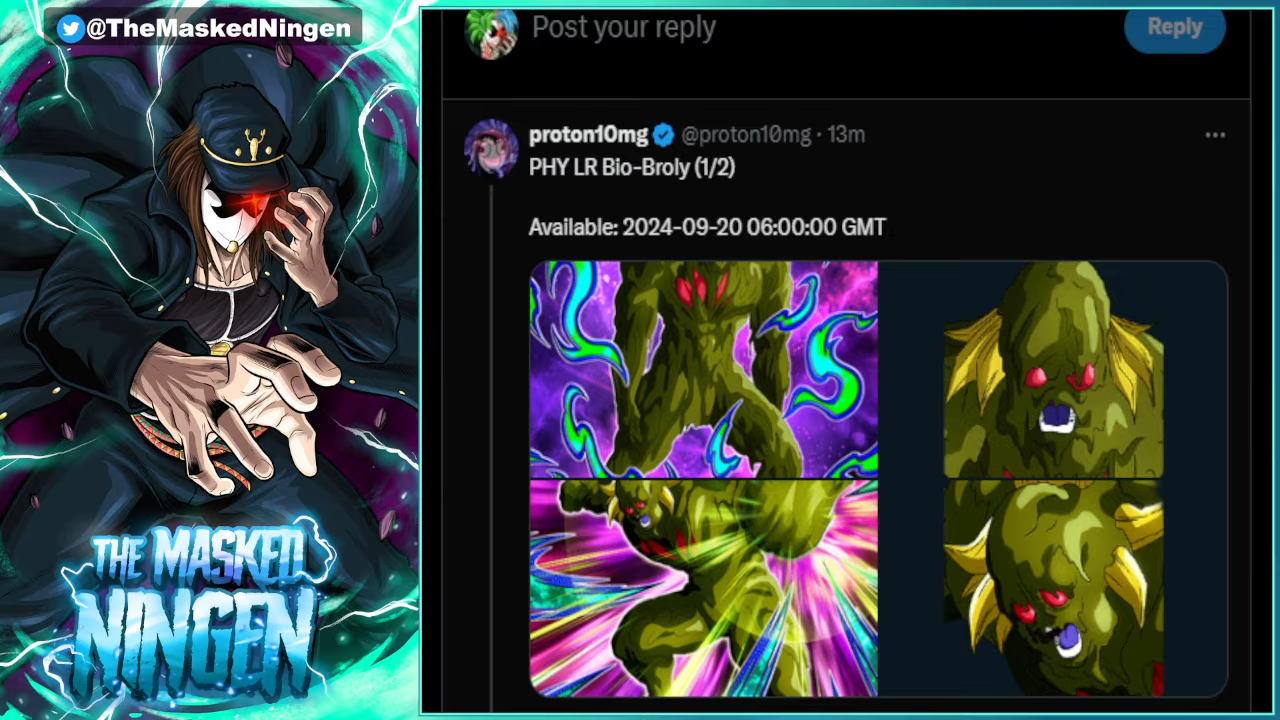 @TheMaskedNingen
THE MASKED
NINGEN
Post your reply
Reply
proton10mg @proton10mg · 13m
PHY LR Bio-Broly (1/2)
Available: 2024-09-20 06:00:00 GMT